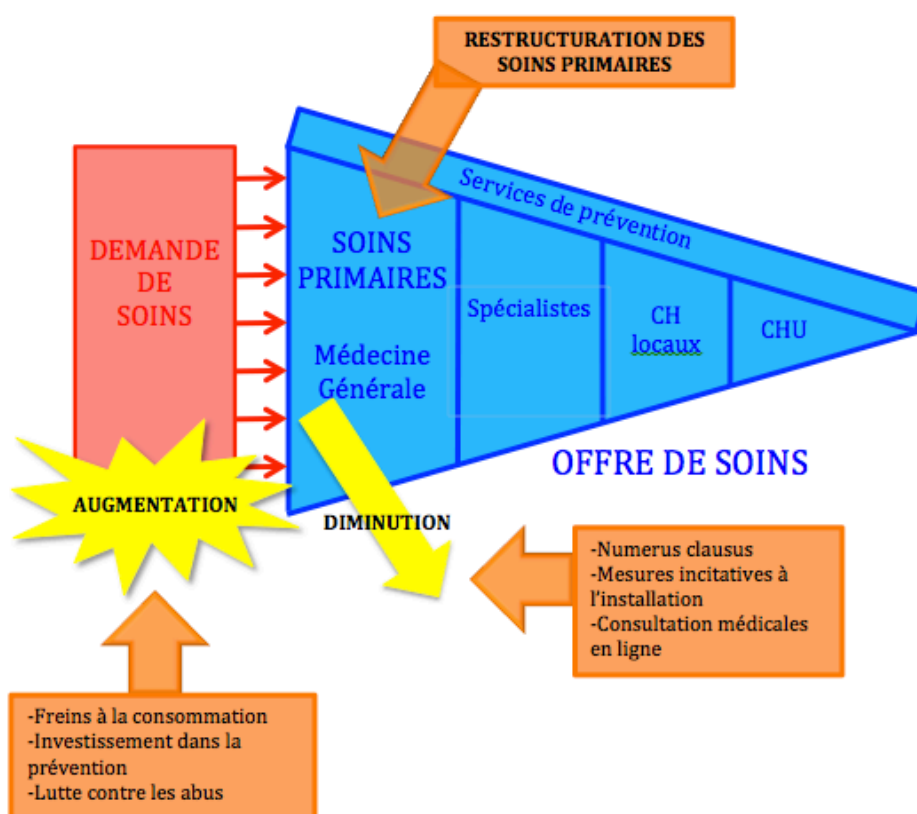 RESTRUCTURATION DES
SOINS PRIMAIRES
Services de prévention
DEMANDE
DE
SOINS
SOINS
PRIMAIRES
Médecine
Générale
Spécialistes
CH
locaux
CHU
OFFRE DE SOINS
AUGMENTATION
DIMINUTION
-Numerus clausus
-Mesures incitatives à
l'installation
-Consultation médicales
en ligne
-Freins à la consommation
-Investissement dans la
prévention
-Lutte contre les abus